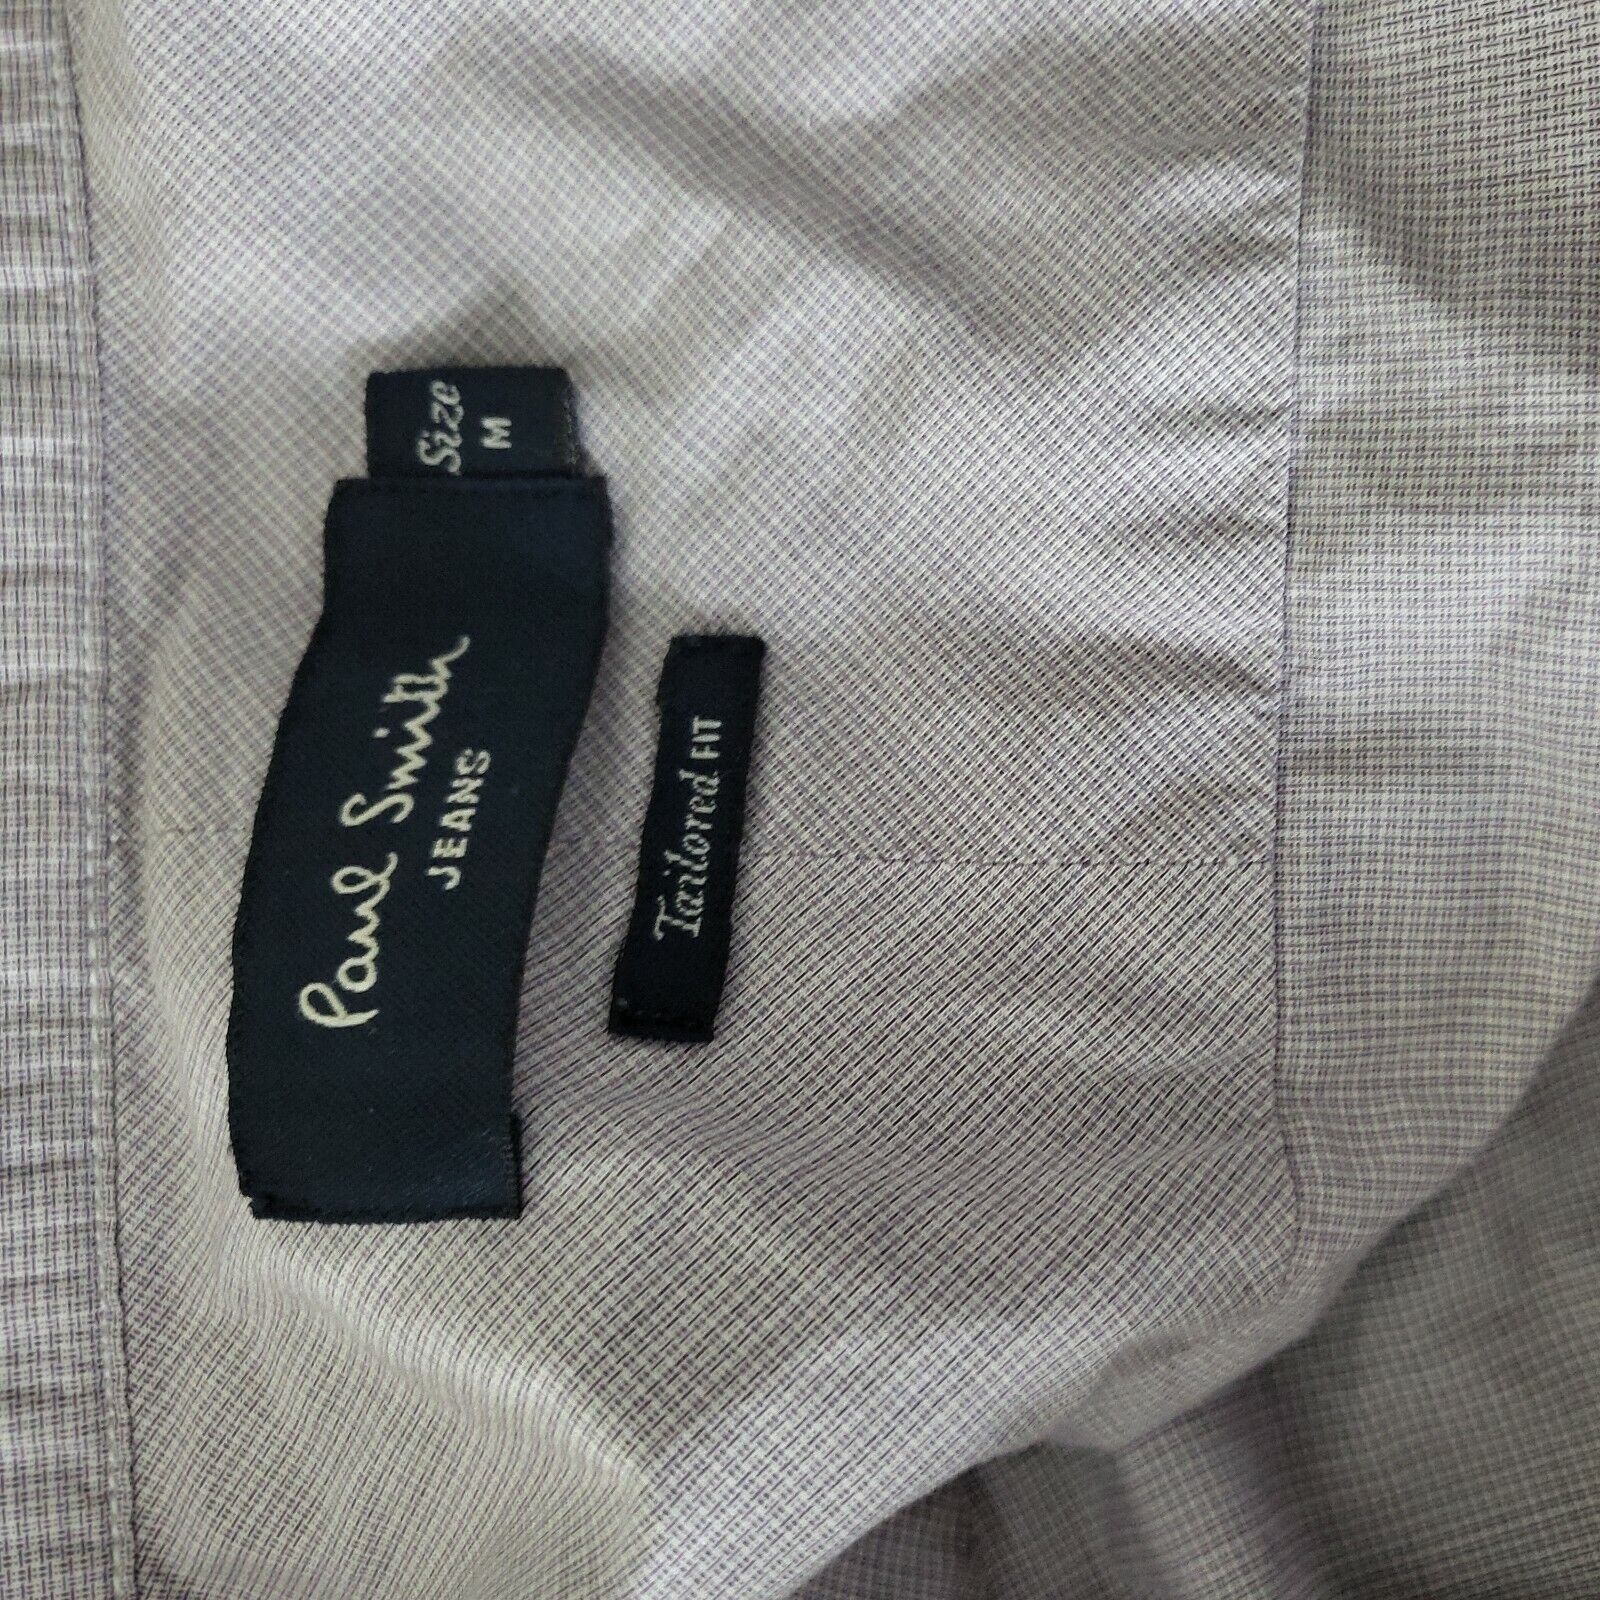 Size
M
Paul Smith
JEANS
Tailored FIT